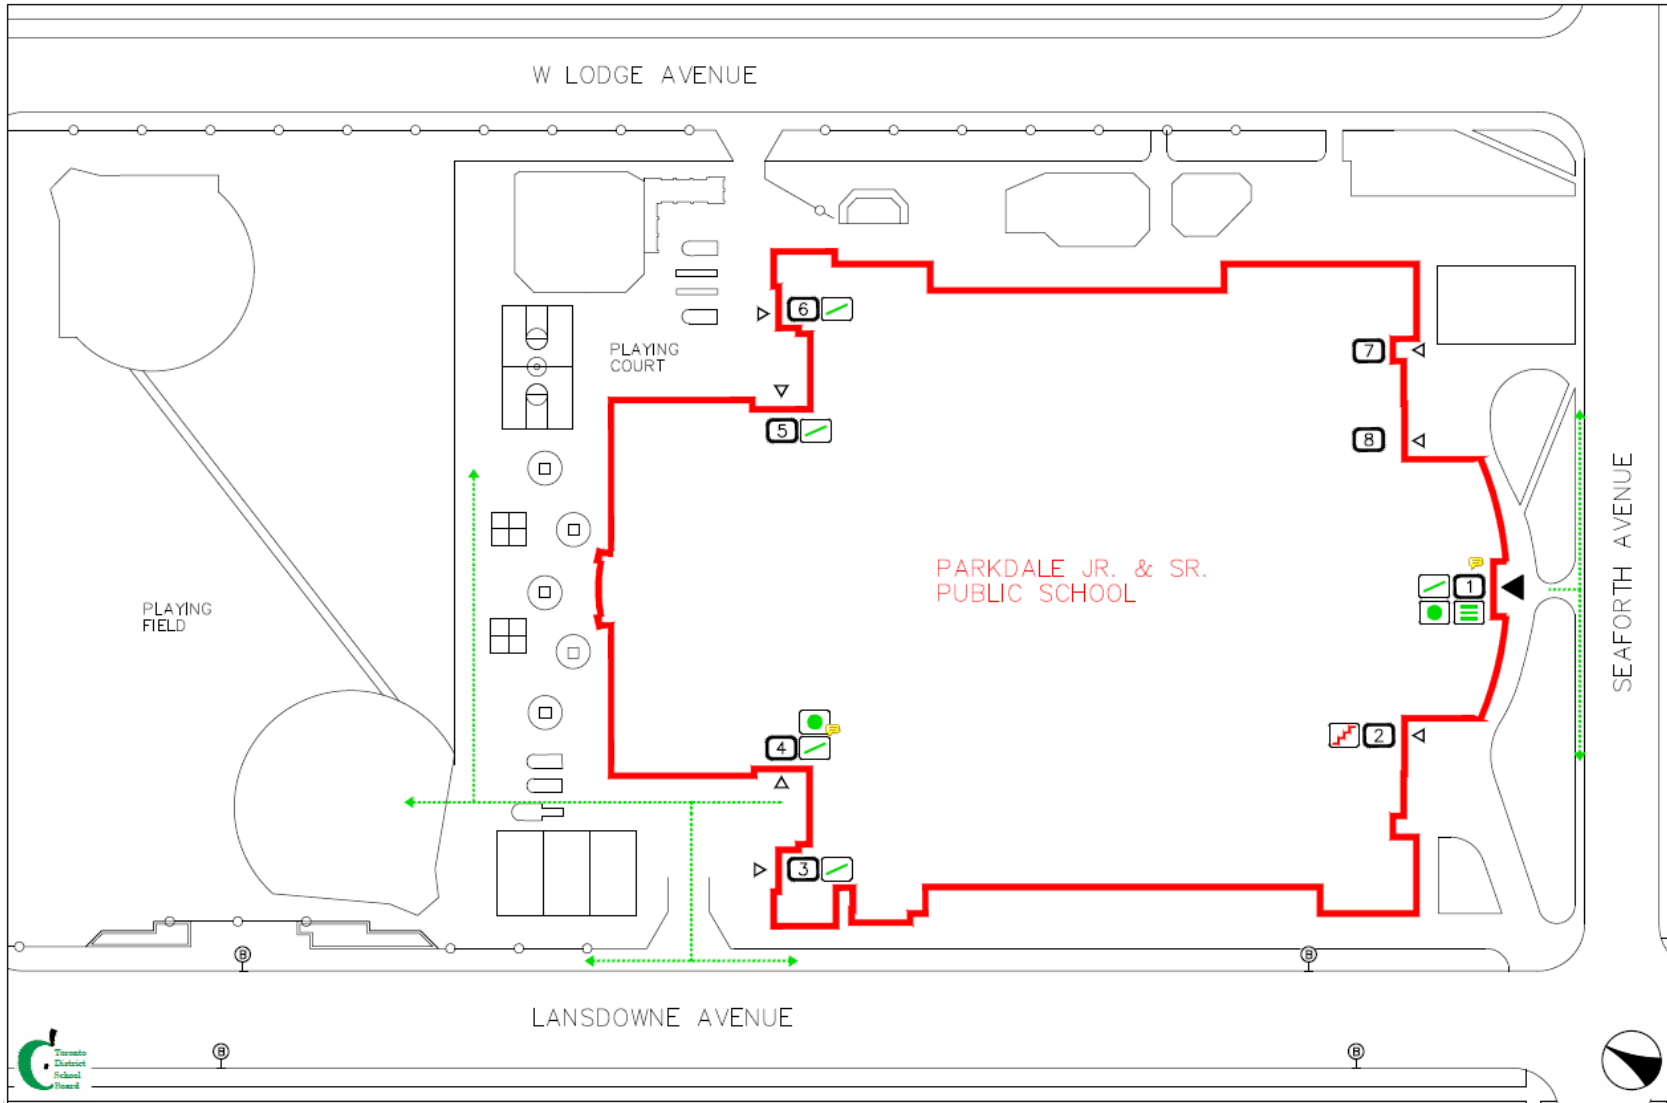 W LODGE AVENUE
6
PLAYING
COURT
7
5
8
SEAFORTH AVENUE
PARKDALE JR. & SR.
PUBLIC SCHOOL
1
PLAYING
FIELD
2
4
3
B
B
LANSDOWNE AVENUE
B
B
Toronto
District
School
Board